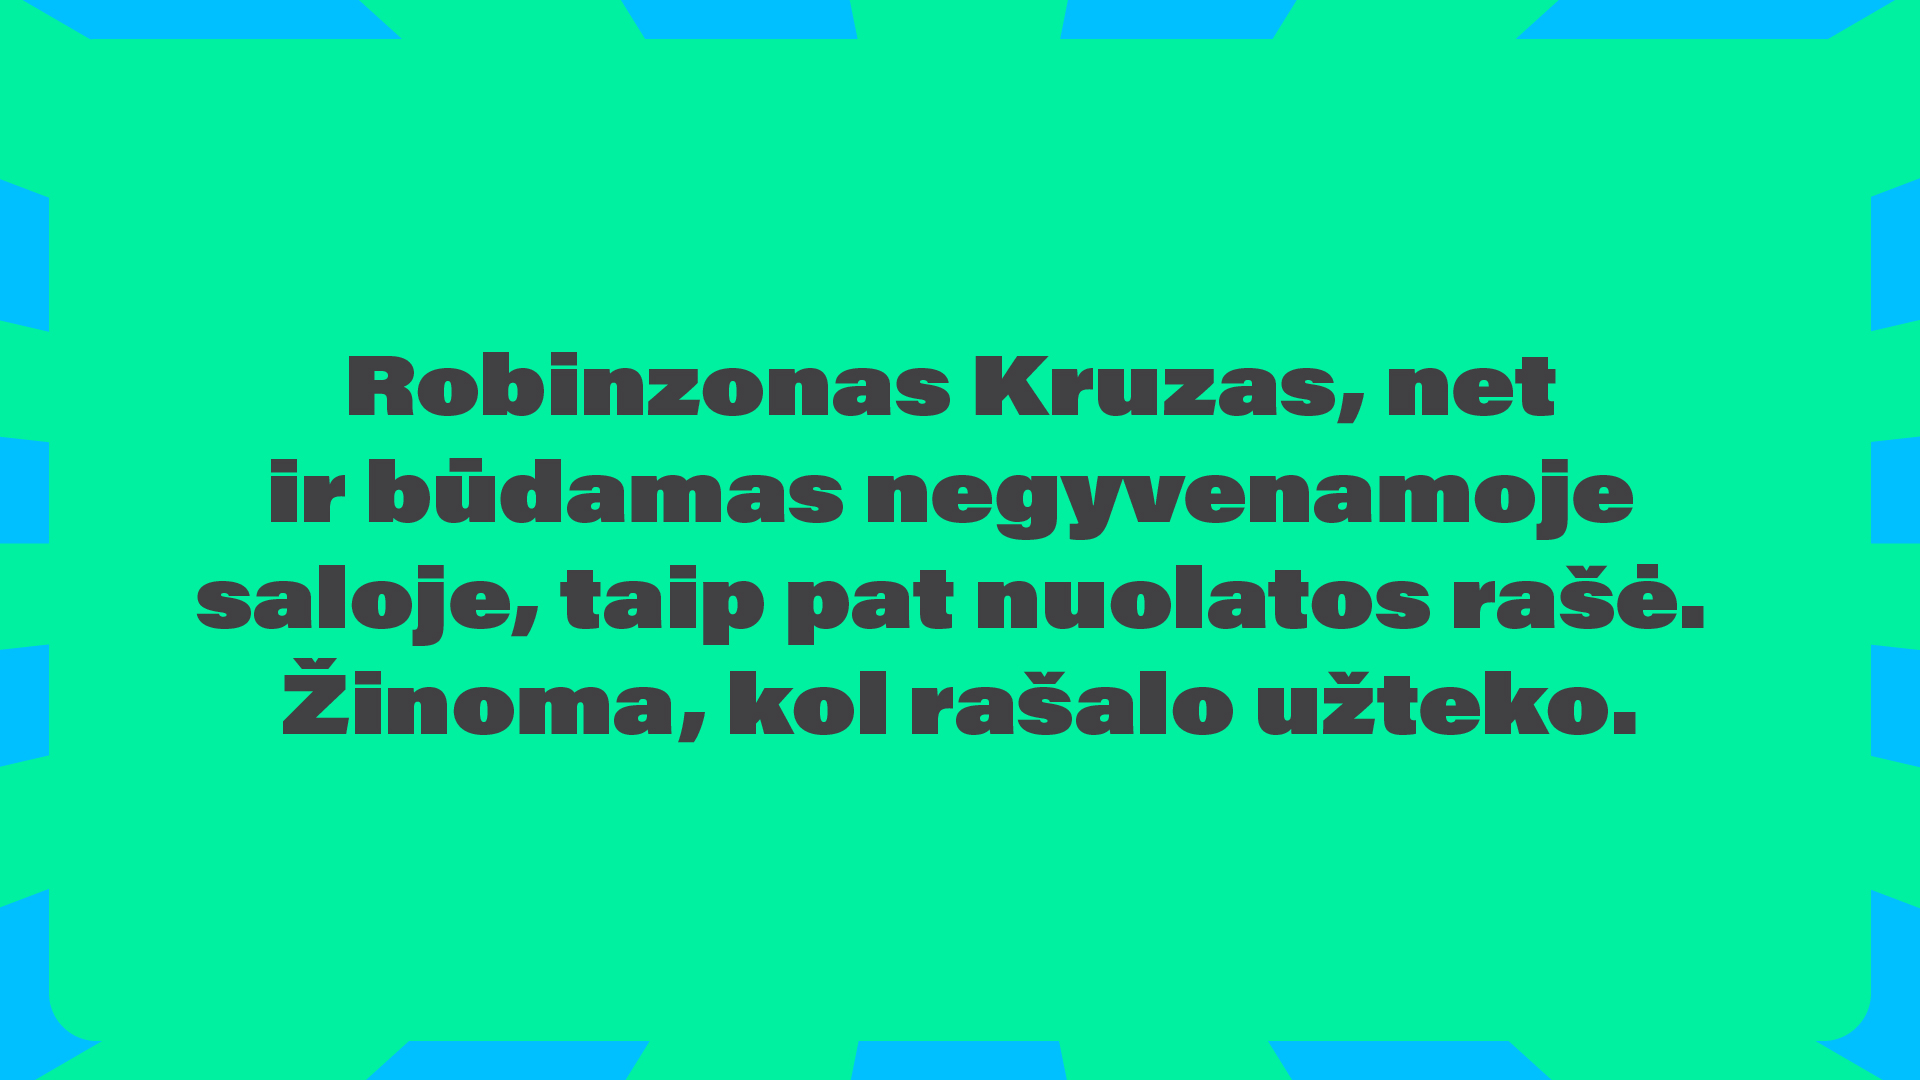 Robinzonas Kruzas, net
ir būdamas negyvenamoje
saloje, taip pat nuolatos rašė.
Žinoma, kol rašalo užteko.